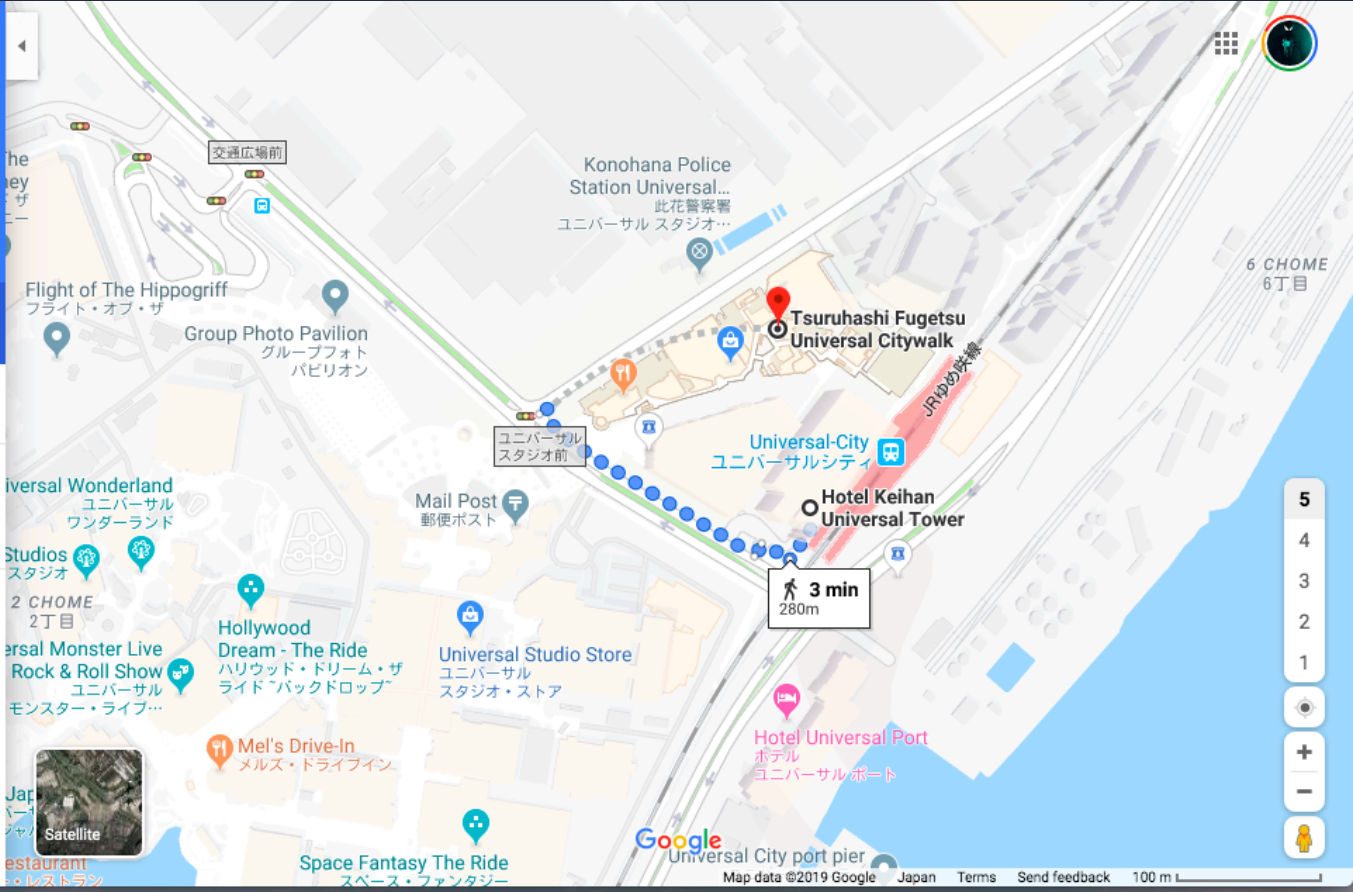 交通広場前
Konohana Police
Station Universal...
此花警察署
ユニバーサル スタジオ…
6 CHOME
6丁目
Flight of The Hippogriff
フライト・オブ・ザ
Group Photo Pavilion
グループフォト
パビリオン
Tsuruhashi Fugetsu
Universal Citywalk
JRゆめ咲線
ユニバーサル
スタジオ前
Universal-City
ユニバーサルシティ
Hotel Keihan
Universal Tower
Mail Post
郵便ポスト
iversal Wonderland
ユニバーサル
ワンダーランド
Studios
スタジオ
2 CHOME
2丁目
3 min
280m
Hollywood
Dream - The Ride
ハリウッド・ドリーム・ザ
ライド ~バックドロップ~
ersal Monster Live
Rock & Roll Show
ユニバーサル
モンスター・ライブ…
Universal Studio Store
ユニバーサル
スタジオ・ストア
Hotel Universal Port
ホテル
ユニバーサル ポート
Mel's Drive-In
メルズ・ドライブイン
5
4
3
2
1
Satellite
Space Fantasy The Ride
スペース・ファンタジー
Google
Universal City port pier
estaurant
・レストラン
Map data ©2019 Google
Japan
Terms
Send feedback
100 m